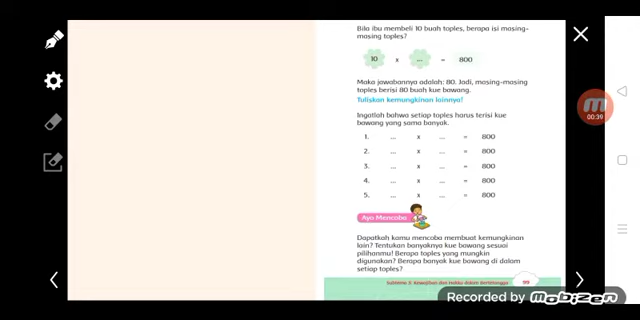 Bila ibu membeli 10 buah toples, berapa isi masing-
masing toples?
10 x ... = 800
Maka jawabannya adalah: 80. Jadi, masing-masing
toples berisi 80 buah kue bawang.
Tuliskan kemungkinan lainnya!
Ingatlah bahwa setiap toples harus terisi kue
bawang yang sama banyak.
1. ... x ... = 800
2. ... x ... = 800
3. ... x ... = 800
4. ... x ... = 800
5. ... x ... = 800
Ayo Mencoba
Dapatkah kamu mencoba membuat kemungkinan
lain? Tentukan banyaknya kue bawang sesuai
pilihanmu! Berapa toples yang mungkin
digunakan? Berapa banyak kue bawang di dalam
setiap toples?
00:39
Recorded by Mobizen